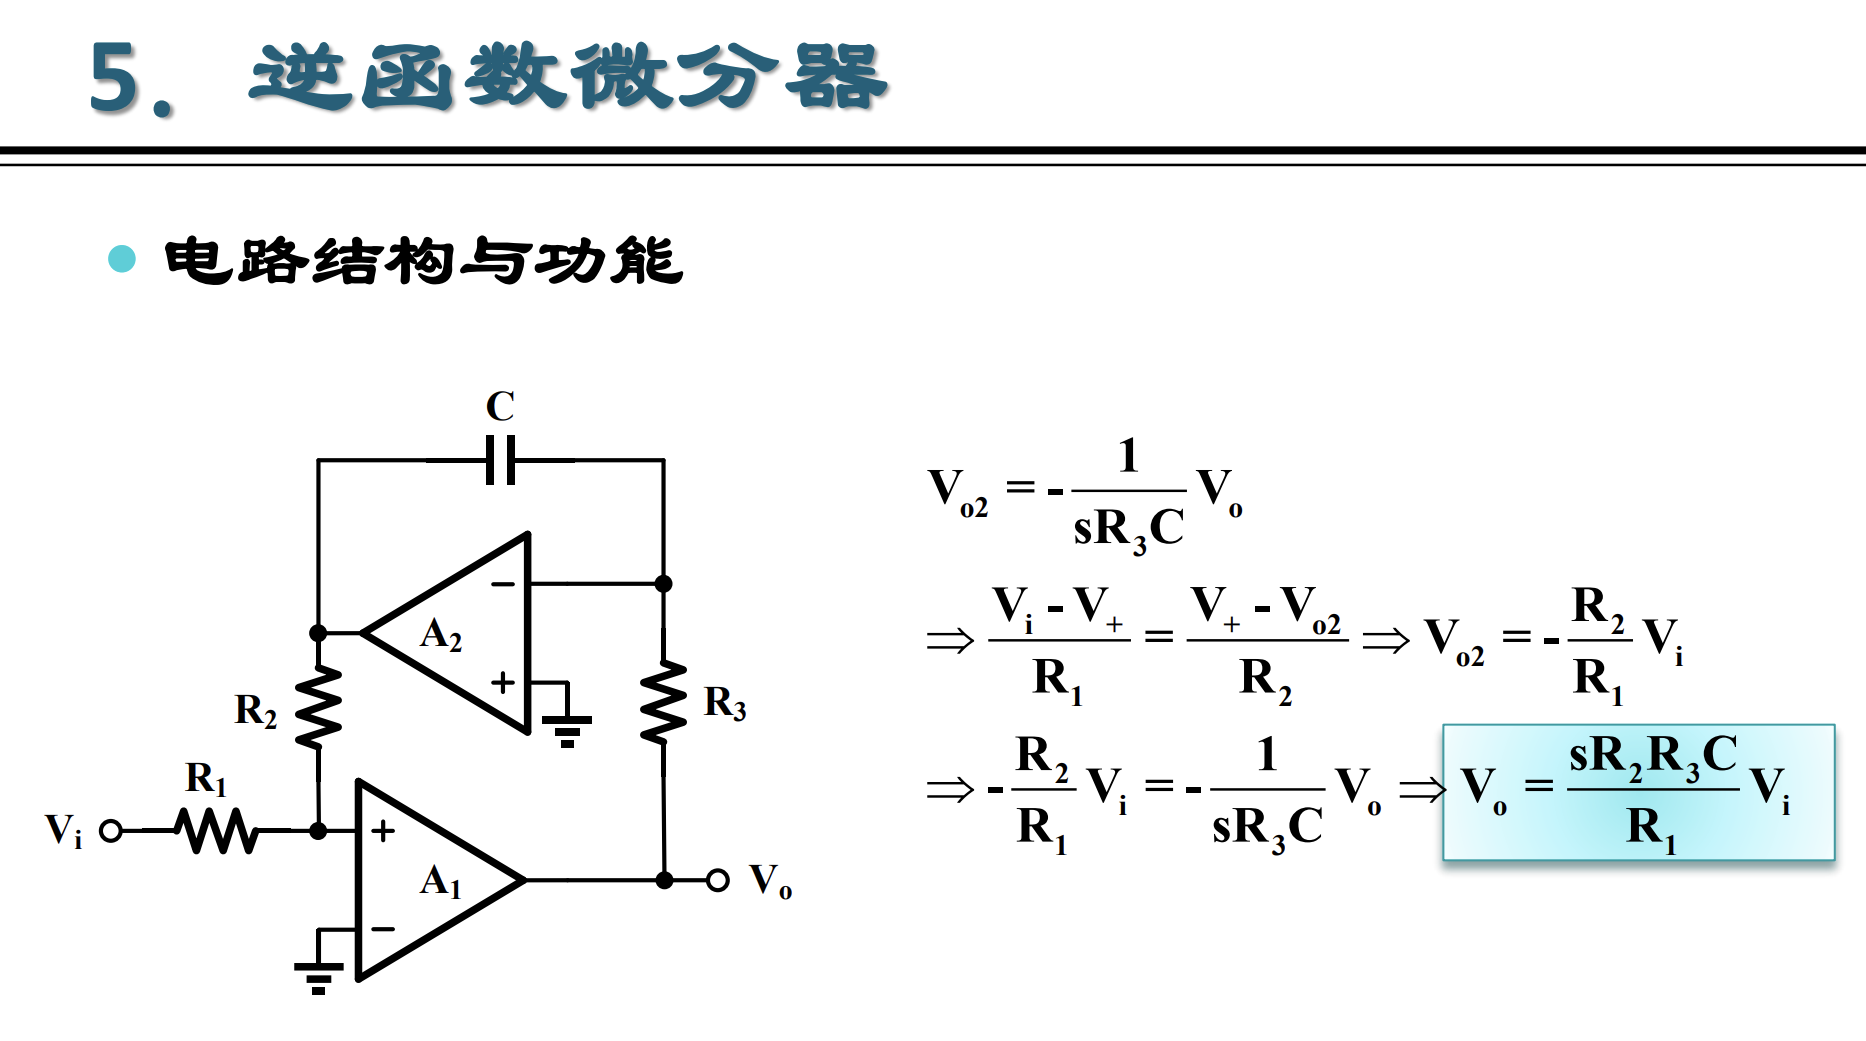 5. 逆函数微分器
电路结构与功能
C
A₂
R₂
R₃
R₁
Vᵢ
A₁
Vₒ
Vₒ₂ = - 1/(sR₃C) Vₒ
⇒ (Vᵢ - V₊)/R₁ = (V₊ - Vₒ₂)/R₂ ⇒ Vₒ₂ = - R₂/R₁ Vᵢ
⇒ - R₂/R₁ Vᵢ = - 1/(sR₃C) Vₒ ⇒ Vₒ = sR₂R₃C/R₁ Vᵢ